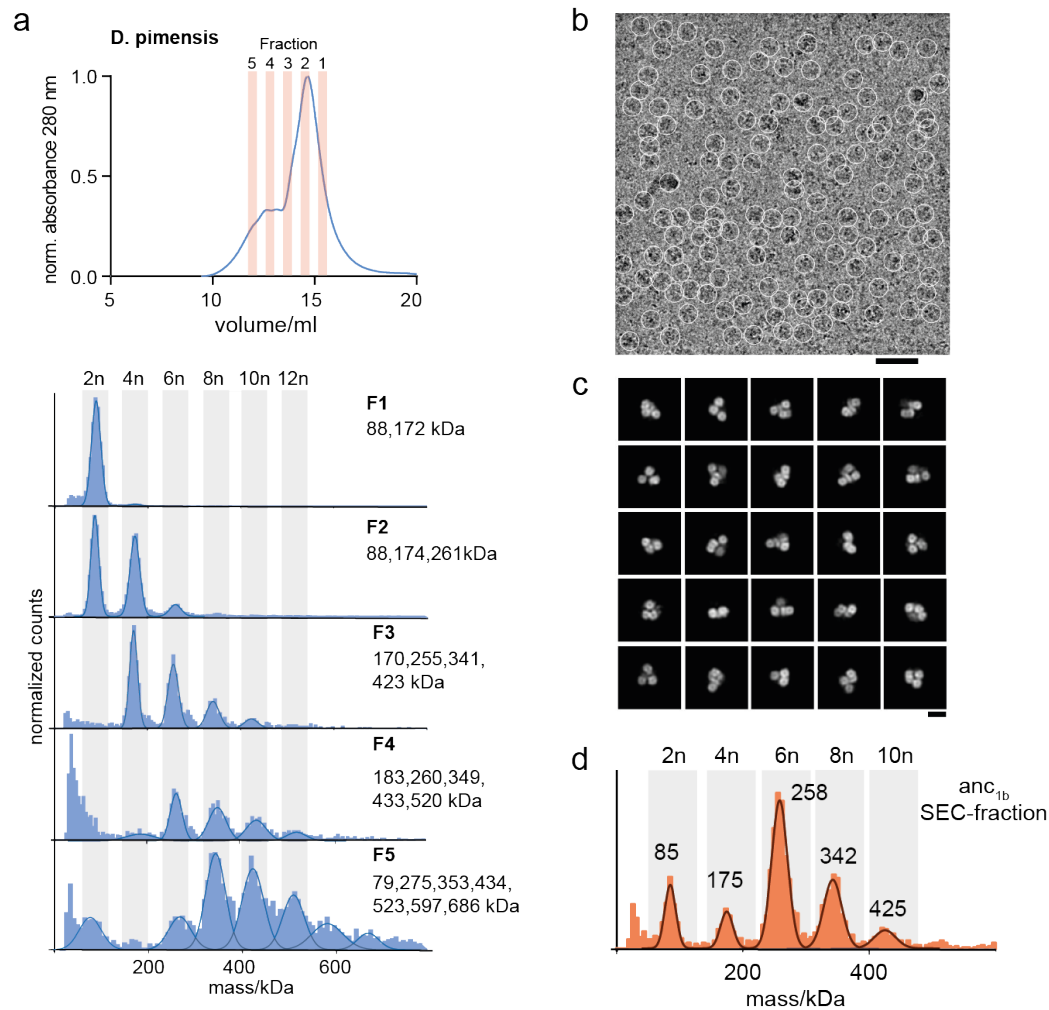 a
D. pimensis
Fraction
5 4 3 2 1
norm. absorbance 280 nm
1.0
0.5
0.0
5 10 15 20
volume/ml
2n 4n 6n 8n 10n 12n
F1
88,172 kDa
F2
88,174,261kDa
F3
170,255,341,
423 kDa
F4
183,260,349,
433,520 kDa
F5
79,275,353,434,
523,597,686 kDa
normalized counts
200 400 600
mass/kDa
b
c
d
2n 4n 6n 8n 10n
anc1b
SEC-fraction
85
175
258
342
425
200 400
mass/kDa